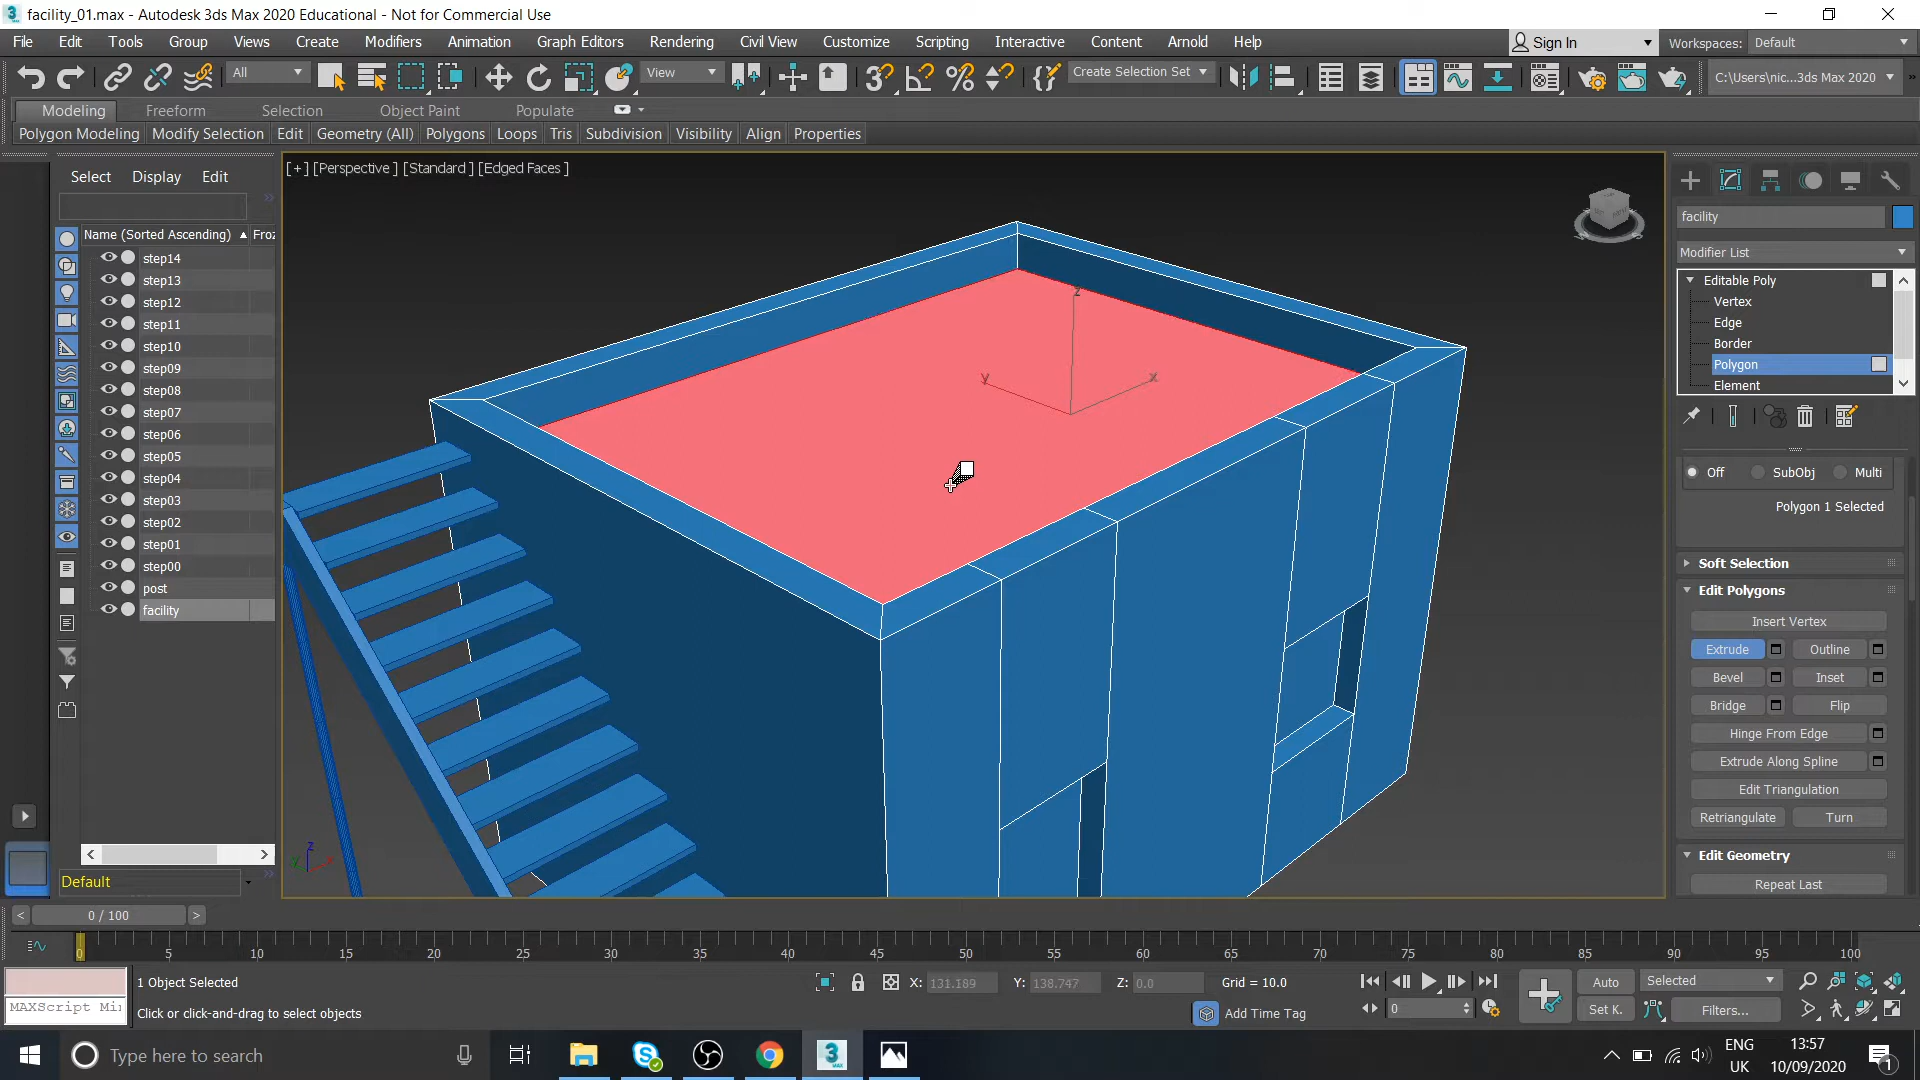 facility_01.max - Autodesk 3ds Max 2020 Educational - Not for Commercial Use
File Edit Tools Group Views Create Modifiers Animation Graph Editors Rendering Civil View Customize Scripting Interactive Content Arnold Help Sign In Workspaces: Default
All View Create Selection Set C:\Users\nic...3ds Max 2020
Modeling Freeform Selection Object Paint Populate
Polygon Modeling Modify Selection Edit Geometry (All) Polygons Loops Tris Subdivision Visibility Align Properties
Select Display Edit
[+] [Perspective ] [Standard ] [Edged Faces ]
Name (Sorted Ascending) Froz
step14
step13
step12
step11
step10
step09
step08
step07
step06
step05
step04
step03
step02
step01
step00
post
facility
Default
z
y
x
z
facility
Modifier List
Editable Poly
Vertex
Edge
Border
Polygon
Element
Off SubObj Multi
Polygon 1 Selected
Soft Selection
Edit Polygons
Insert Vertex
Extrude Outline
Bevel Inset
Bridge Flip
Hinge From Edge
Extrude Along Spline
Edit Triangulation
Retriangulate Turn
Edit Geometry
Repeat Last
< 0 / 100 >
0 5 10 15 20 25 30 35 40 45 50 55 60 65 70 75 80 85 90 95 100
1 Object Selected X: 131.189 Y: 138.747 Z: 0.0 Grid = 10.0 Auto Selected
MAXScript Mi
Click or click-and-drag to select objects Add Time Tag 0 Set K. Filters...
Type here to search
ENG
UK
13:57
10/09/2020
1